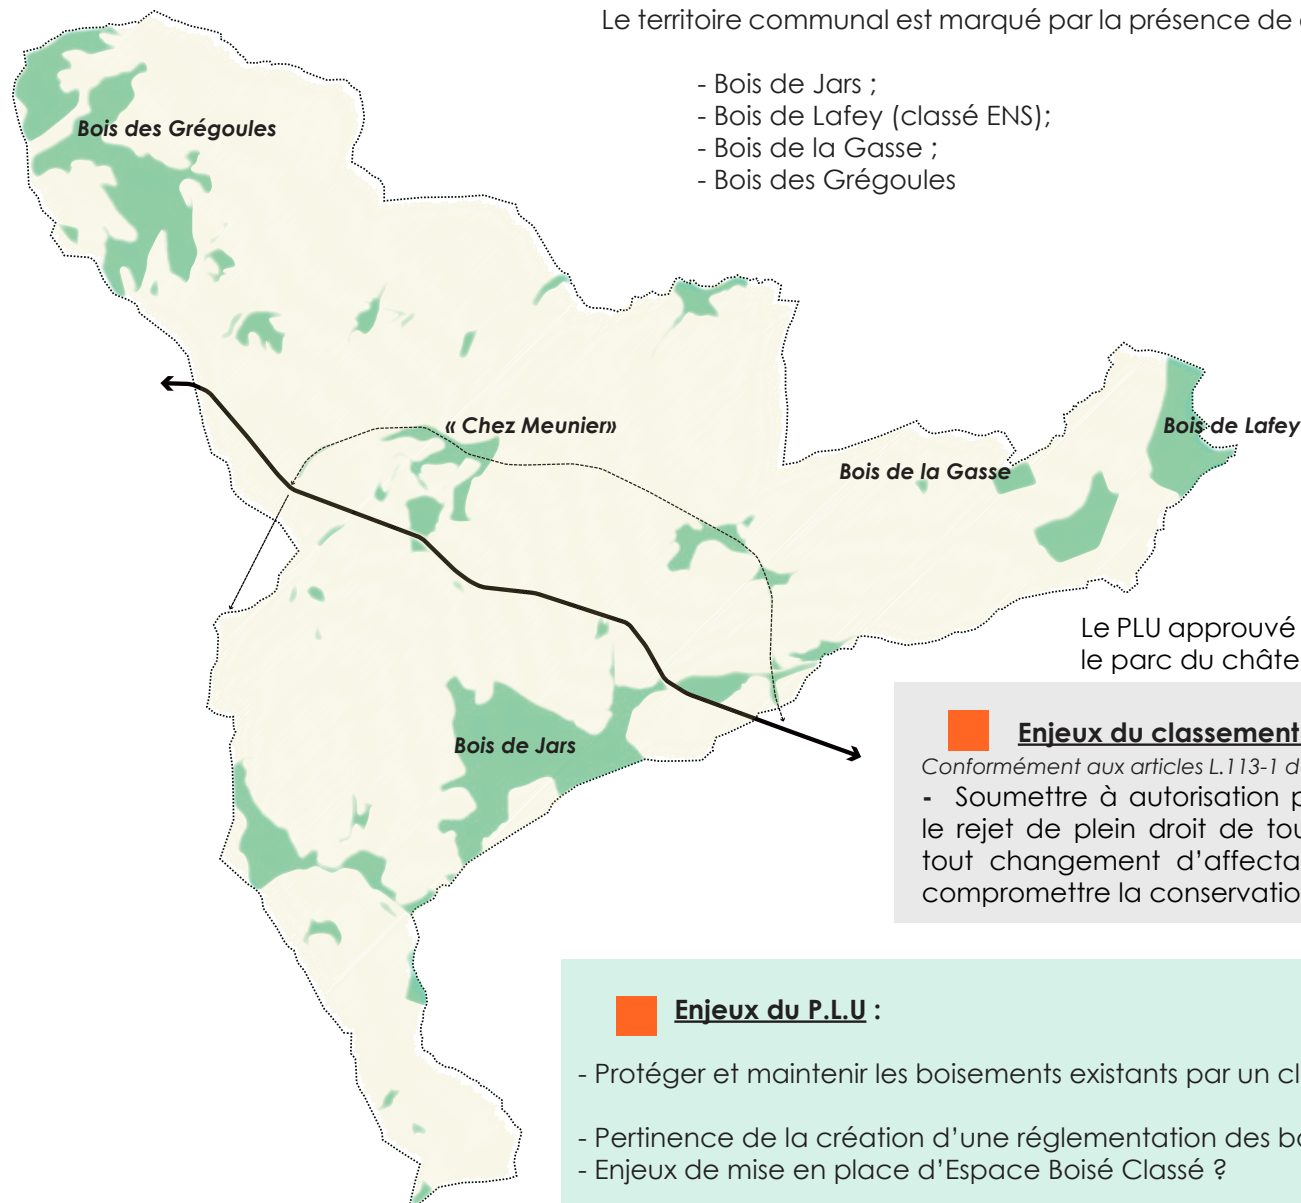 Le territoire communal est marqué par la présence de
- Bois de Jars ;
- Bois de Lafey (classé ENS);
- Bois de la Gasse ;
- Bois des Grégoules
Bois des Grégoules
« Chez Meunier»
Bois de Lafey
Bois de la Gasse
Le PLU approuvé
le parc du châte
Bois de Jars
Enjeux du classement
Conformément aux articles L.113-1 d
- Soumettre à autorisation p
le rejet de plein droit de tou
tout changement d’affecta
compromettre la conservatio
Enjeux du P.L.U :
- Protéger et maintenir les boisements existants par un cl
- Pertinence de la création d’une réglementation des bo
- Enjeux de mise en place d’Espace Boisé Classé ?